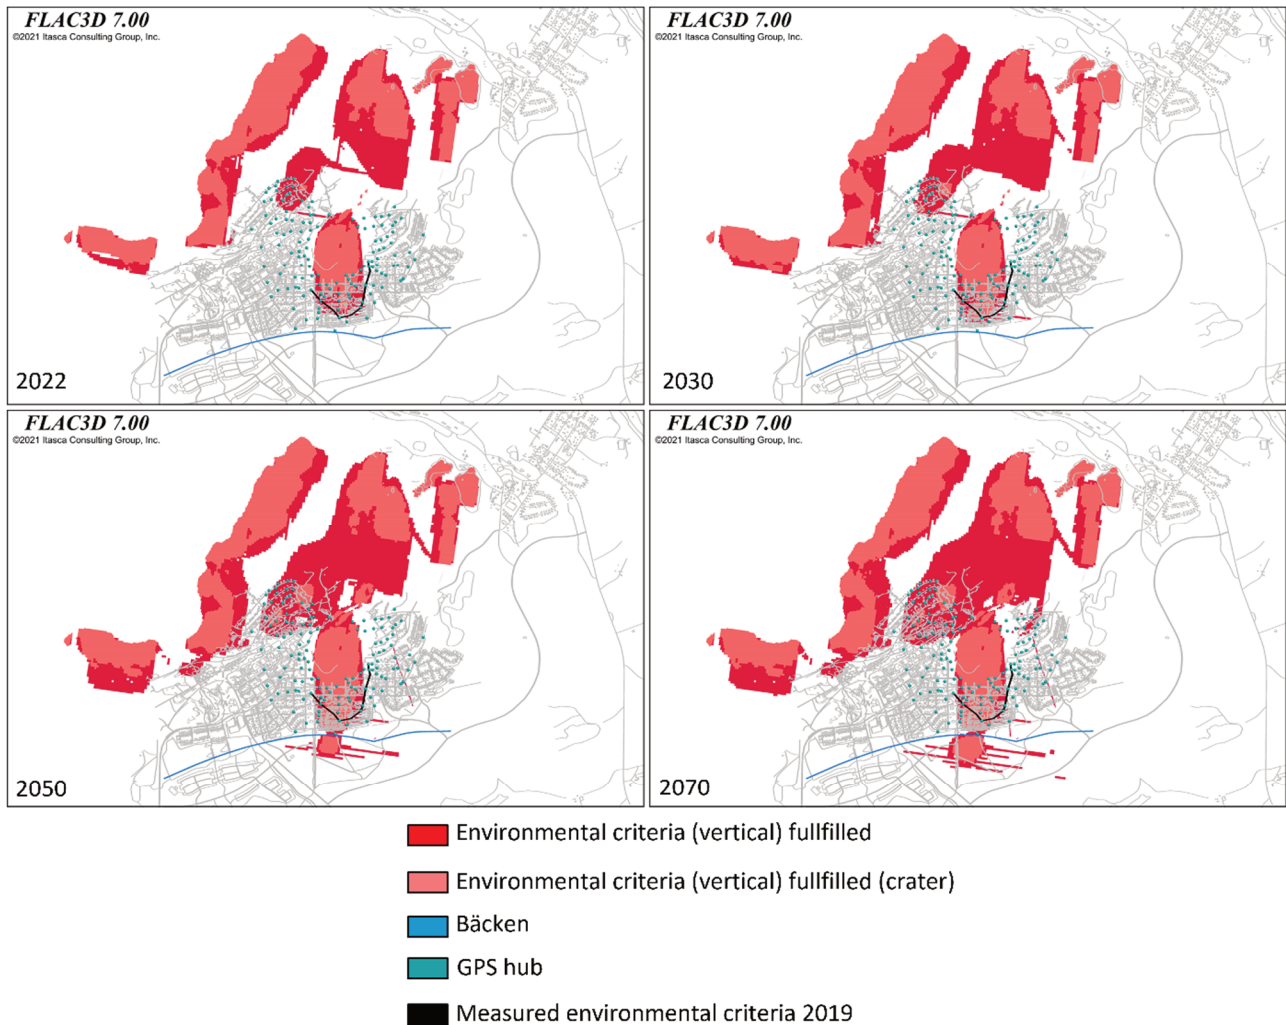 FLAC3D 7.00
©2021 Itasca Consulting Group, Inc.
2022
FLAC3D 7.00
©2021 Itasca Consulting Group, Inc.
2030
FLAC3D 7.00
©2021 Itasca Consulting Group, Inc.
2050
FLAC3D 7.00
©2021 Itasca Consulting Group, Inc.
2070
Environmental criteria (vertical) fullfilled
Environmental criteria (vertical) fullfilled (crater)
Bäcken
GPS hub
Measured environmental criteria 2019